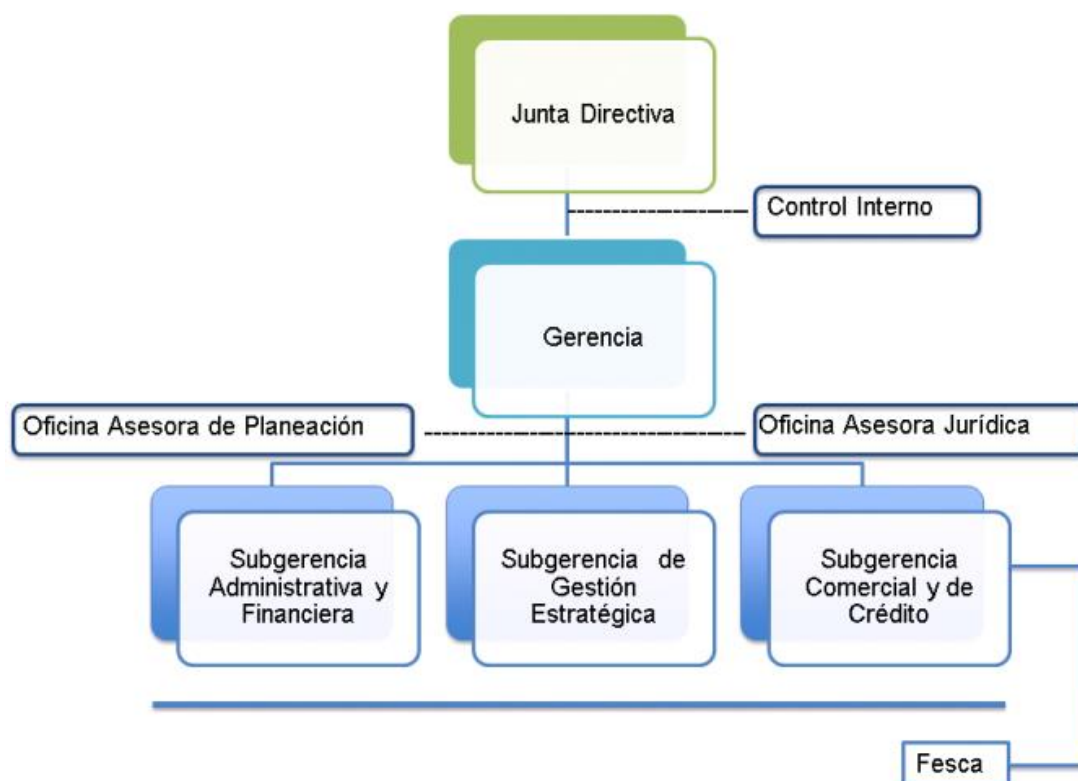 Junta Directiva
Control Interno
Gerencia
Oficina Asesora de Planeación
Oficina Asesora Jurídica
Subgerencia
Administrativa y
Financiera
Subgerencia de
Gestión
Estratégica
Subgerencia
Comercial y de
Crédito
Fesca